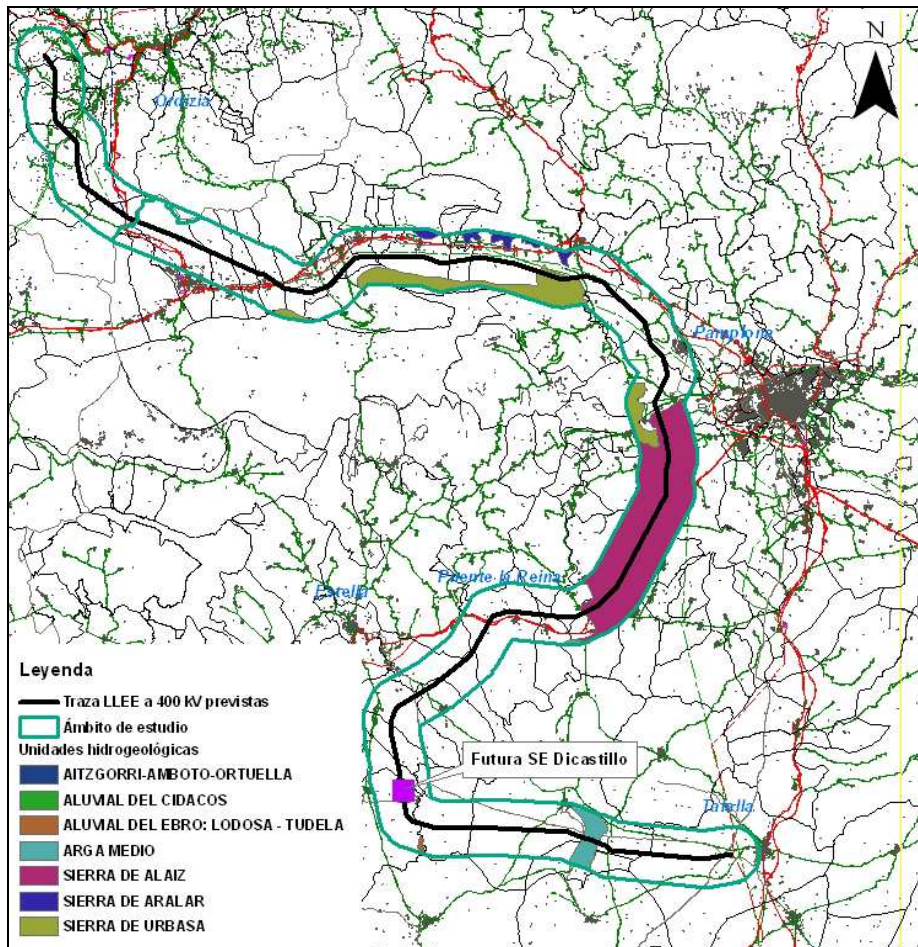 N
Ordizia
Pamplona
Puente la Reina
Estella
Futura SE Dicastillo
Tafalla
Leyenda
Traza LLEE a 400 kV previstas
Ámbito de estudio
Unidades hidrogeológicas
AITZGORRI-AMBOTO-ORTUELLA
ALUVIAL DEL CIDACOS
ALUVIAL DEL EBRO: LODOSA - TUDELA
ARGA MEDIO
SIERRA DE ALAIZ
SIERRA DE ARALAR
SIERRA DE URBASA